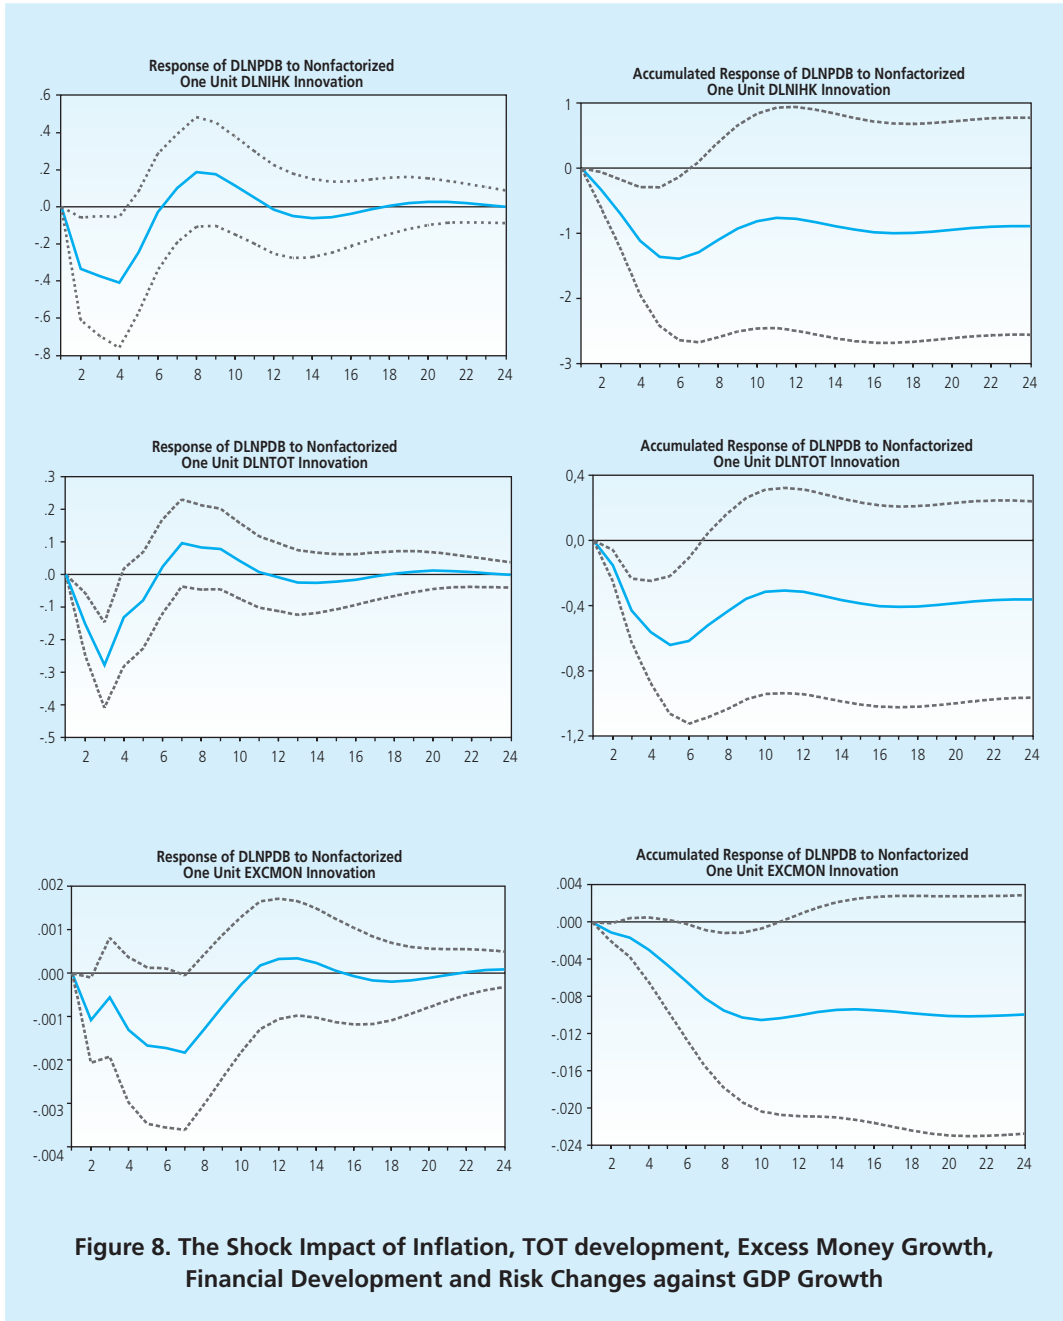 Response of DLNPDB to Nonfactorized
One Unit DLNIHK Innovation
.6
.4
.2
.0
-.2
-.4
-.6
-.8
2 4 6 8 10 12 14 16 18 20 22 24
Accumulated Response of DLNPDB to Nonfactorized
One Unit DLNIHK Innovation
1
0
-1
-2
-3
2 4 6 8 10 12 14 16 18 20 22 24
Response of DLNPDB to Nonfactorized
One Unit DLNTOT Innovation
.3
.2
.1
.0
-.1
-.2
-.3
-.4
-.5
2 4 6 8 10 12 14 16 18 20 22 24
Accumulated Response of DLNPDB to Nonfactorized
One Unit DLNTOT Innovation
0,4
0,0
-0,4
-0,8
-1,2
2 4 6 8 10 12 14 16 18 20 22 24
Response of DLNPDB to Nonfactorized
One Unit EXCMON Innovation
.002
.001
.000
-.001
-.002
-.003
-.004
2 4 6 8 10 12 14 16 18 20 22 24
Accumulated Response of DLNPDB to Nonfactorized
One Unit EXCMON Innovation
.004
.000
-.004
-.008
-.012
-.016
-.020
-.024
2 4 6 8 10 12 14 16 18 20 22 24
Figure 8. The Shock Impact of Inflation, TOT development, Excess Money Growth,
Financial Development and Risk Changes against GDP Growth